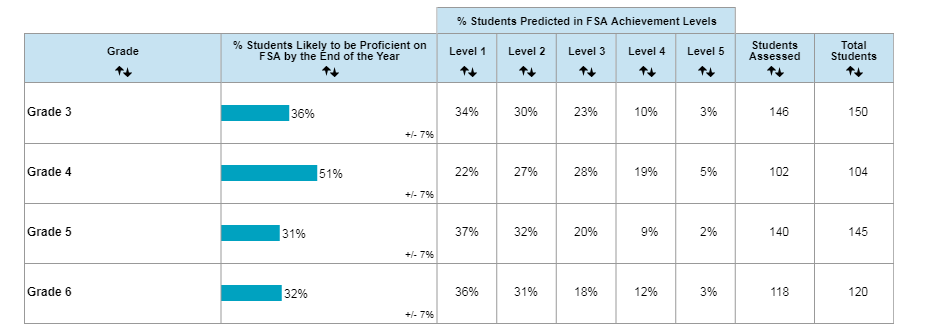 % Students Predicted in FSA Achievement Levels
Grade
% Students Likely to be Proficient on
FSA by the End of the Year
Level 1 Level 2 Level 3 Level 4 Level 5
Students
Assessed
Total
Students
Grade 3 36% 34% 30% 23% 10% 3% 146 150
+/- 7%
Grade 4 51% 22% 27% 28% 19% 5% 102 104
+/- 7%
Grade 5 31% 37% 32% 20% 9% 2% 140 145
+/- 7%
Grade 6 32% 36% 31% 18% 12% 3% 118 120
+/- 7%